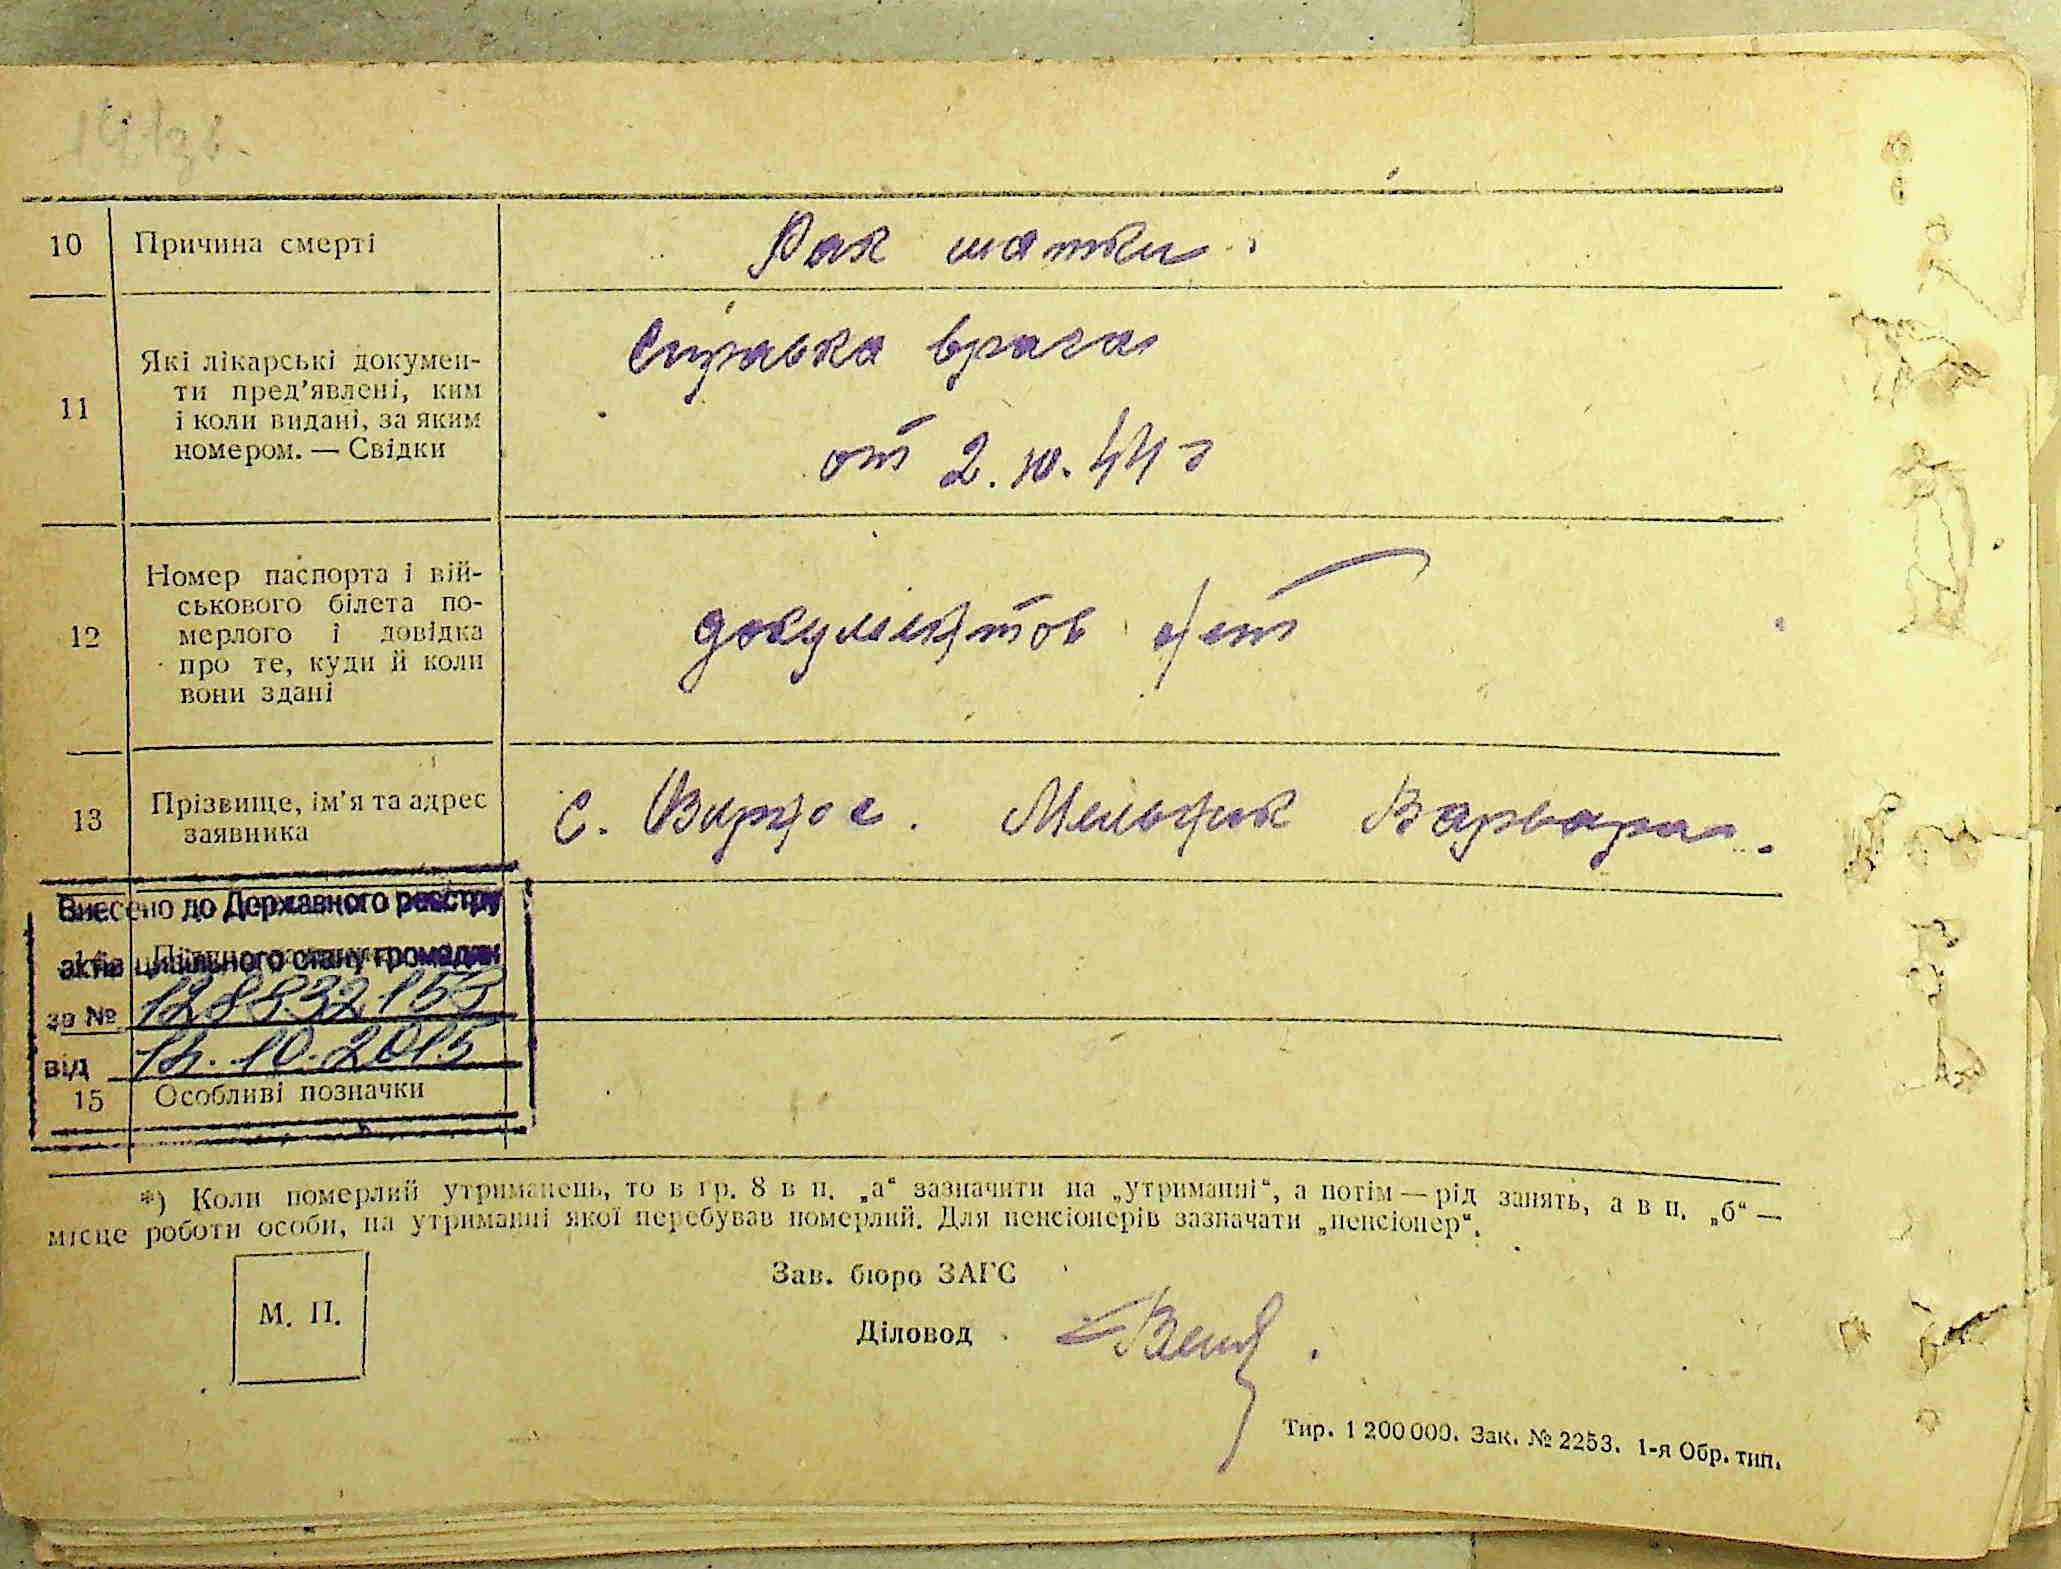 10 Причина смерті Рак матки.
11 Які лікарські докумен-
ти пред’явлені, ким
і коли видані, за яким
номером. — Свідки
справка врача
от 2.10.44 г
12 Номер паспорта і вій-
ськового білета по-
мерлого і довідка
про те, куди й коли
вони здані
документов нет
13 Прізвище, ім’я та адрес
заявника
с. Мельник Варвара.
Внесено до Державного реєстру
актів цивільного стану громадян
за №
від 10.2015
15 Особливі позначки
*) Коли померлий утриманець, то в гр. 8 в п. „а“ зазначити на „утриманні“, а потім — рід занять, а в п. „б“ —
місце роботи особи, на утриманні якої перебував померлий. Для пенсіонерів зазначати „пенсіонер“.
М. П.
Зав. бюро ЗАГС
Діловод
Тир. 1 200 000. Зак. № 2253. 1-я Обр. тип.